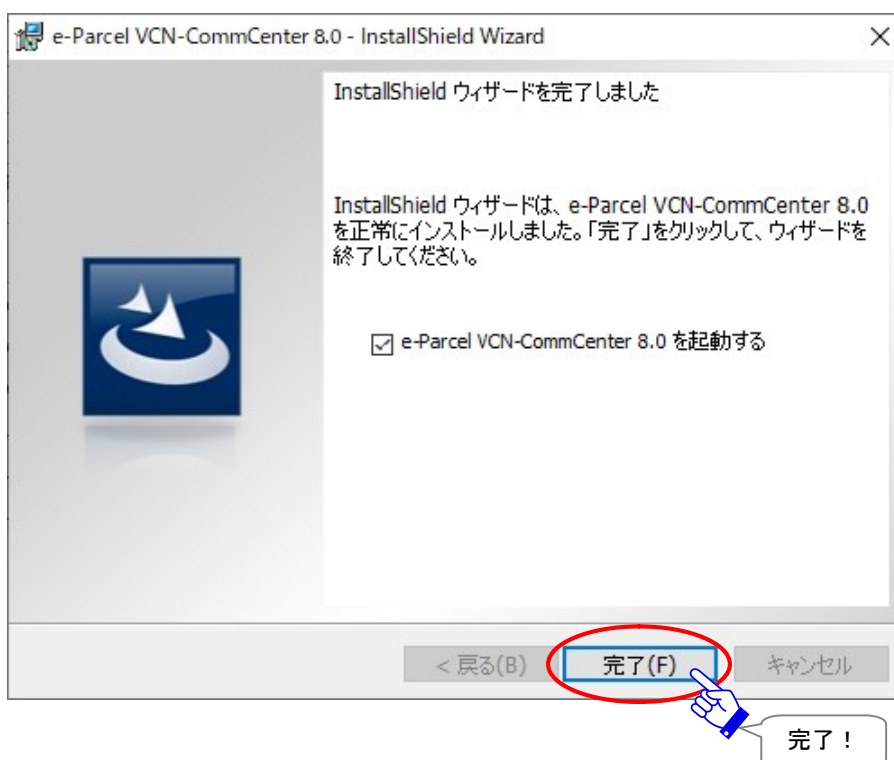 e-Parcel VCN-CommCenter 8.0 - InstallShield Wizard
InstallShield ウィザードを完了しました
InstallShield ウィザードは、e-Parcel VCN-CommCenter 8.0
を正常にインストールしました。「完了」をクリックして、ウィザードを
終了してください。
e-Parcel VCN-CommCenter 8.0 を起動する
< 戻る(B)
完了(F)
キャンセル
完了！